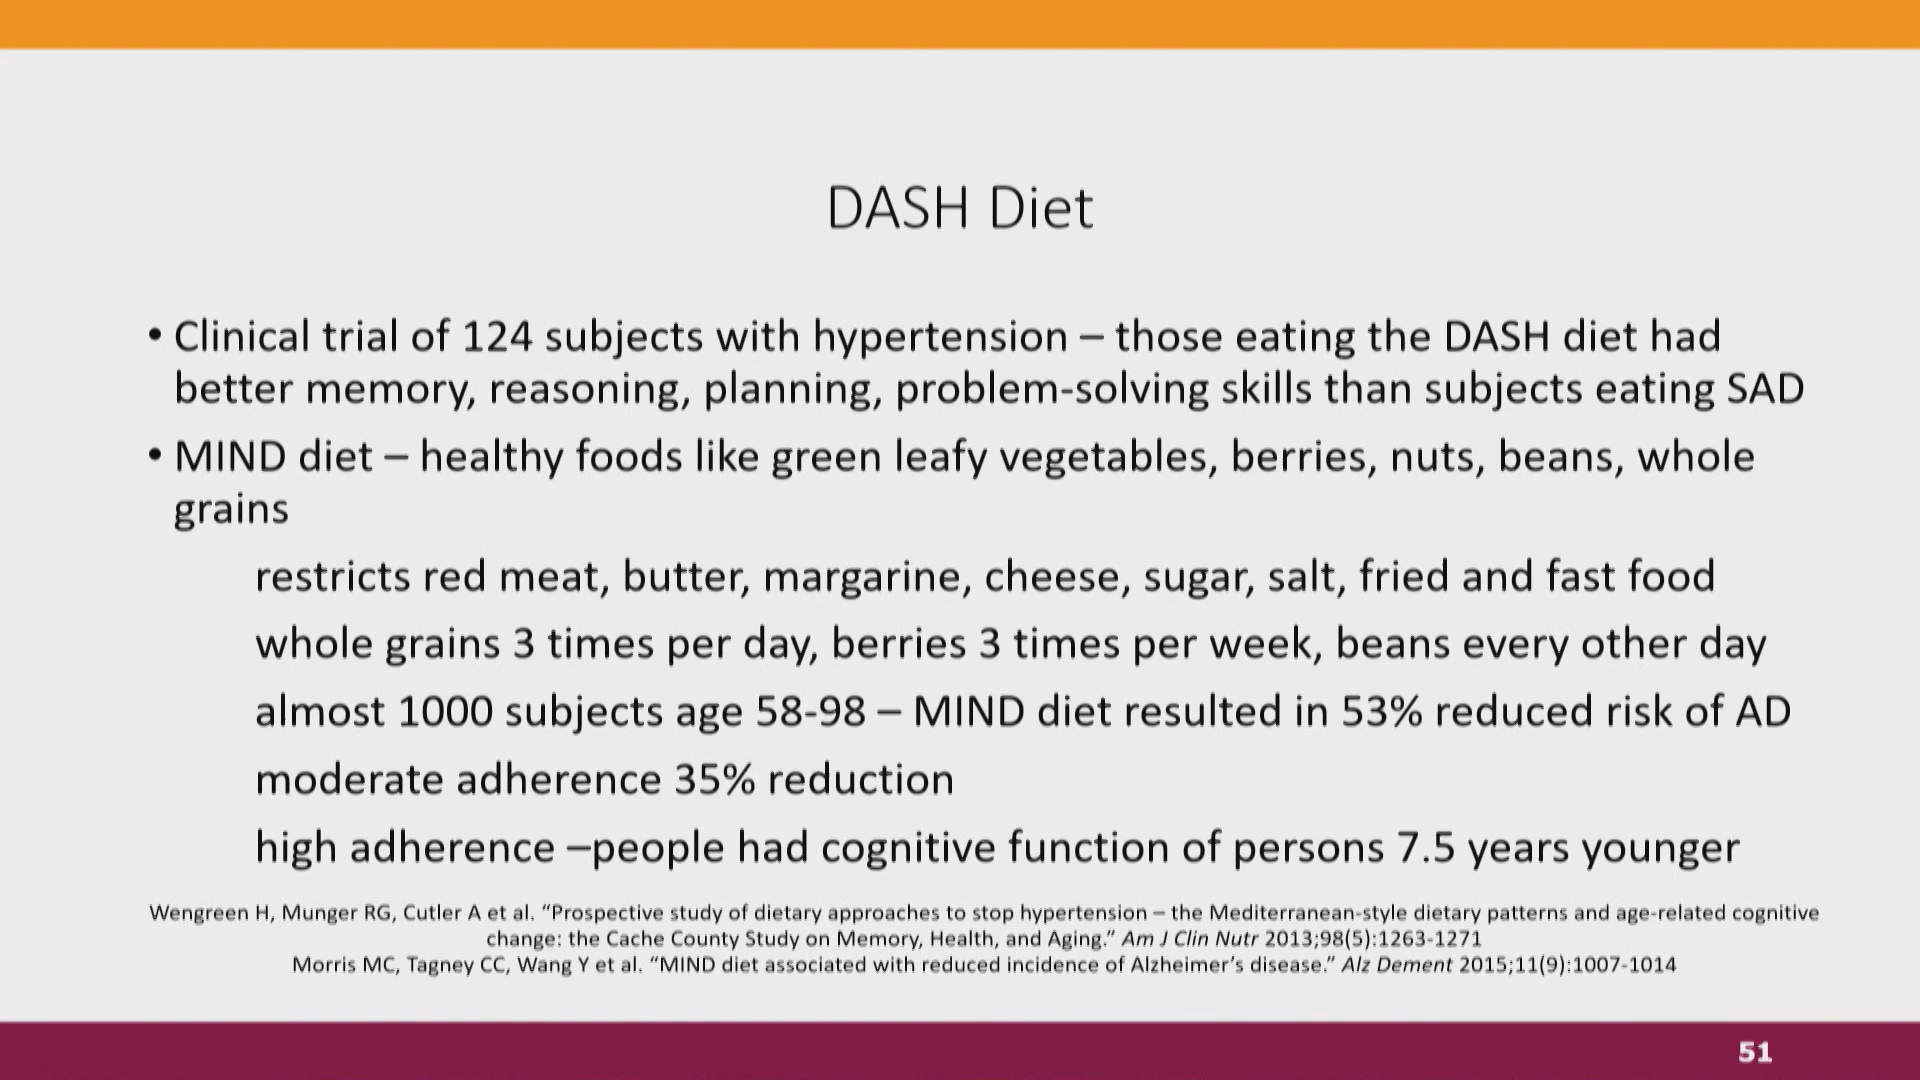 DASH Diet
• Clinical trial of 124 subjects with hypertension – those eating the DASH diet had
better memory, reasoning, planning, problem-solving skills than subjects eating SAD
• MIND diet – healthy foods like green leafy vegetables, berries, nuts, beans, whole
grains
restricts red meat, butter, margarine, cheese, sugar, salt, fried and fast food
whole grains 3 times per day, berries 3 times per week, beans every other day
almost 1000 subjects age 58-98 – MIND diet resulted in 53% reduced risk of AD
moderate adherence 35% reduction
high adherence –people had cognitive function of persons 7.5 years younger
Wengreen H, Munger RG, Cutler A et al. “Prospective study of dietary approaches to stop hypertension – the Mediterranean-style dietary patterns and age-related cognitive
change: the Cache County Study on Memory, Health, and Aging.” Am J Clin Nutr 2013;98(5):1263-1271
Morris MC, Tagney CC, Wang Y et al. “MIND diet associated with reduced incidence of Alzheimer’s disease.” Alz Dement 2015;11(9):1007-1014
51